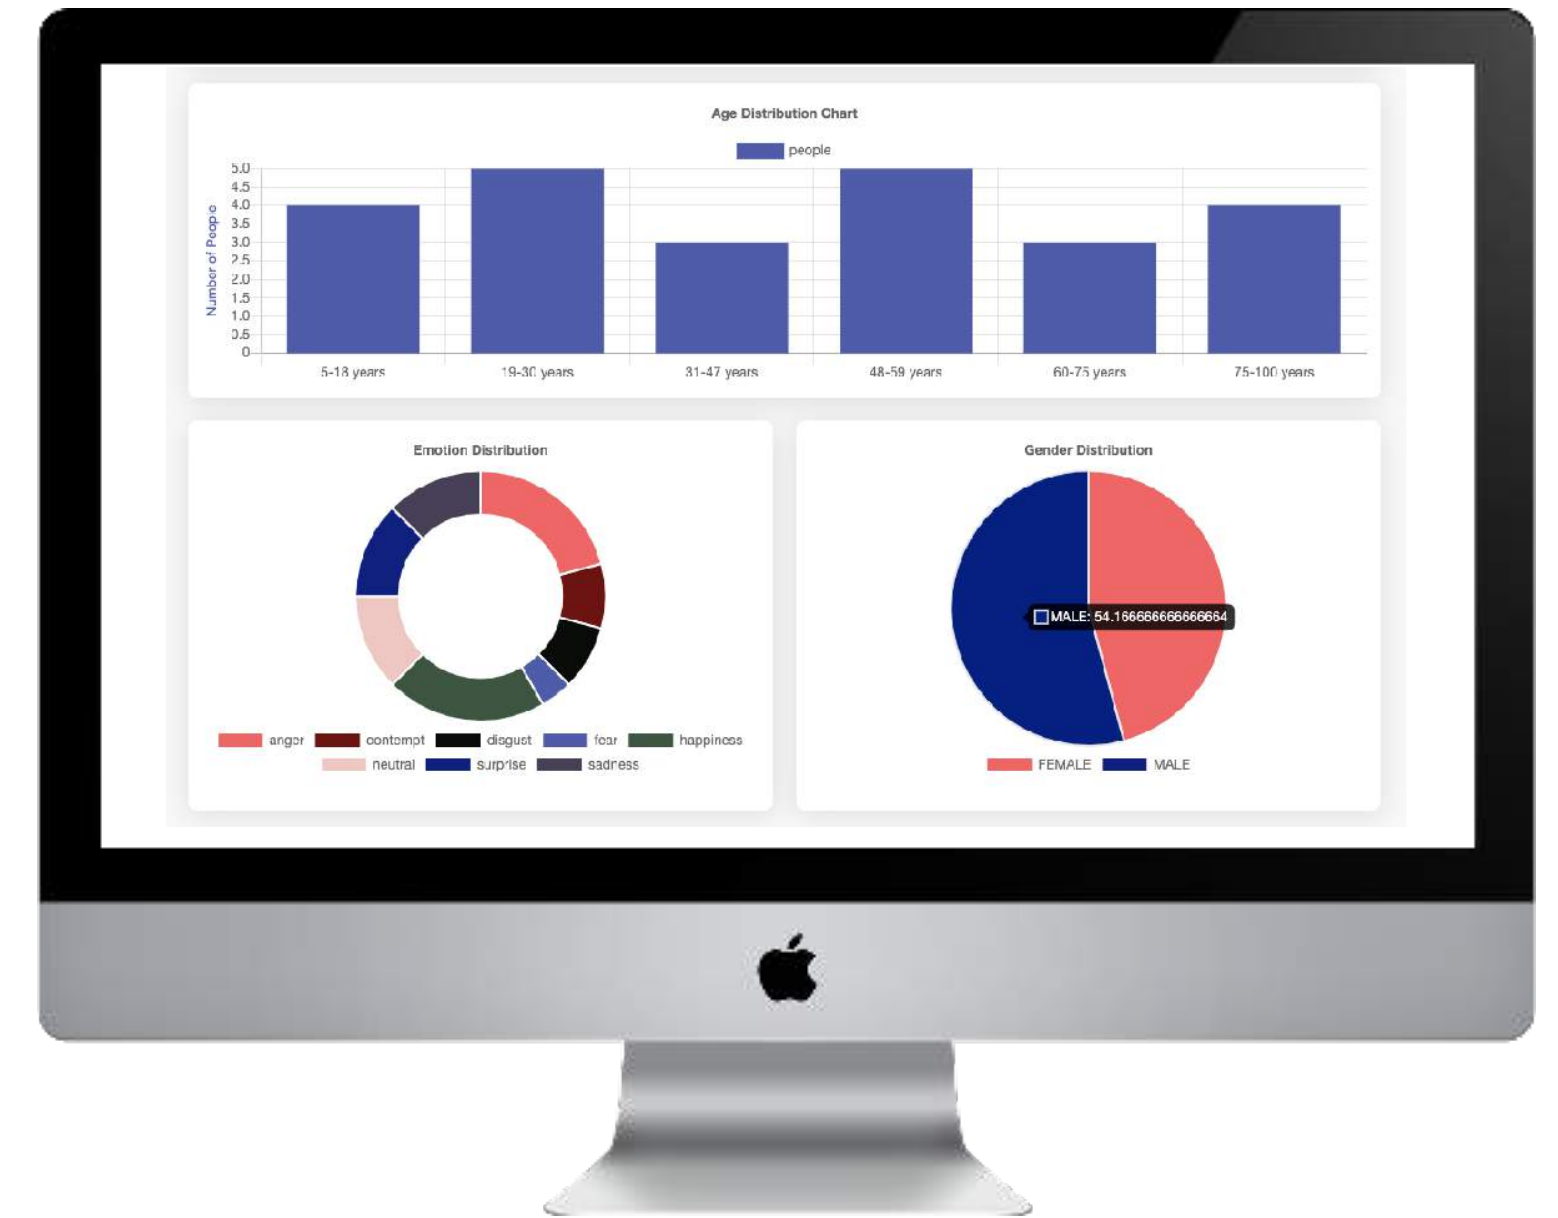 Age Distribution Chart
people
Number of People
5.0
4.5
4.0
3.5
3.0
2.5
2.0
1.5
1.0
0.5
0
5-18 years 19-30 years 31-47 years 48-59 years 60-75 years 75-100 years
Emotion Distribution
anger contempt disgust fear happiness
neutral surprise sadness
Gender Distribution
MALE: 54.166666666666664
FEMALE MALE